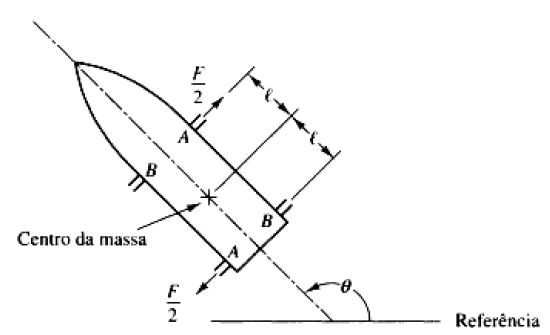 F/2
ℓ
ℓ
A
B
B
Centro da massa
A
F/2
θ
Referência